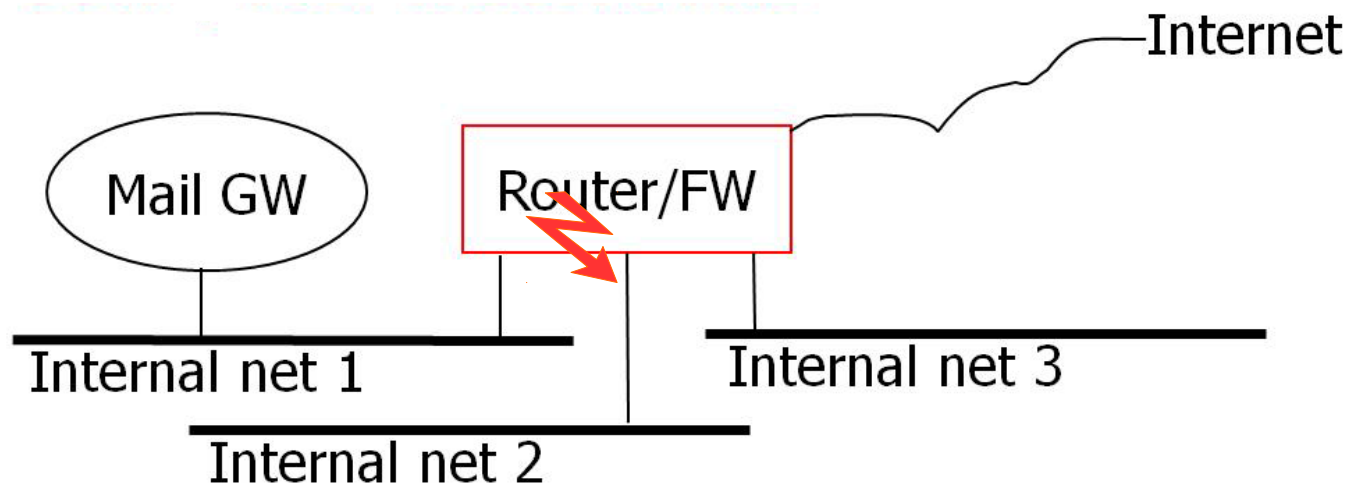 Internet
Mail GW
Router/FW
Internal net 1
Internal net 3
Internal net 2